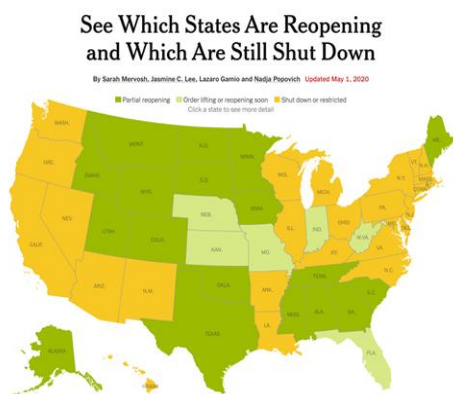 See Which States Are Reopening
and Which Are Still Shut Down
By Sarah Mervosh, Jasmine C. Lee, Lazaro Gamio and Nadja Popovich Updated May 1, 2020
Partial reopening Order lifting or reopening soon Shut down or restricted
Click a state to see more detail
WASH.
MONT. N.D. MINN. ME.
ORE. IDAHO S.D. WIS. MICH. VT. N.H.
WYO. IOWA N.Y. MASS.
NEV. UTAH COLO. NEB. ILL. IND. OHIO PA. N.J.
CALIF. KAN. MO. KY. W.VA. VA. DEL.
ARIZ. N.M. OKLA. ARK. TENN. N.C.
TEXAS LA. MISS. ALA. GA. S.C.
ALASKA FLA.